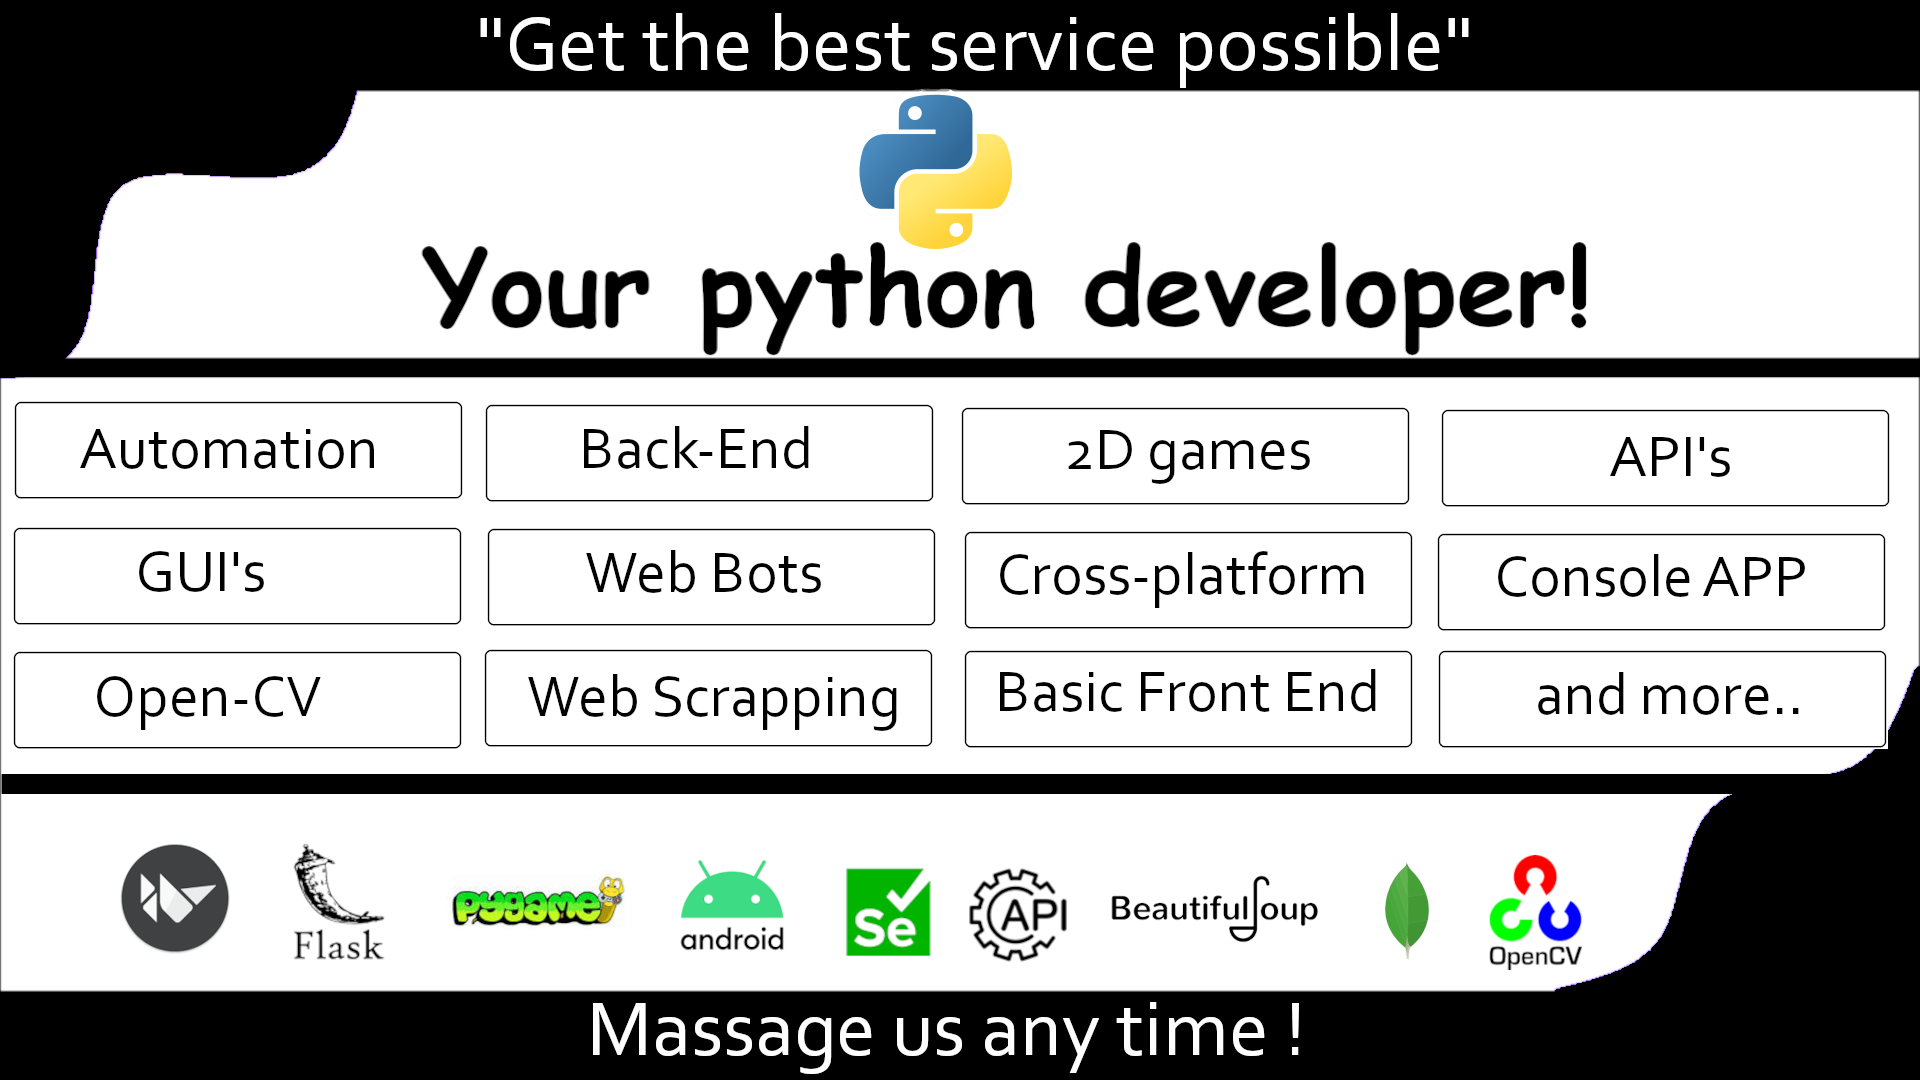 "Get the best service possible"
Your python developer!
Automation
Back-End
2D games
API's
GUI's
Web Bots
Cross-platform
Console APP
Open-CV
Web Scrapping
Basic Front End
and more..
Flask
pygame
android
Se
API
BeautifulSoup
OpenCV
Massage us any time !